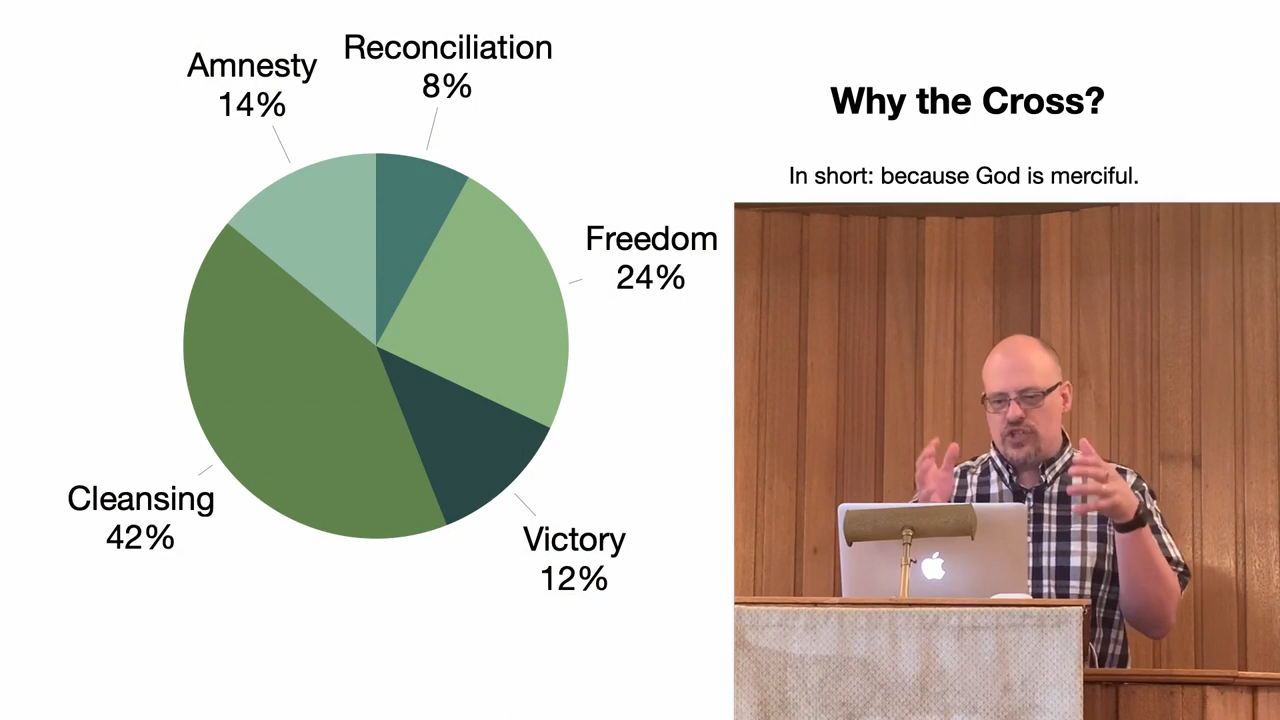 Reconciliation
8%
Amnesty
14%
Why the Cross?
In short: because God is merciful.
Freedom
24%
Cleansing
42%
Victory
12%